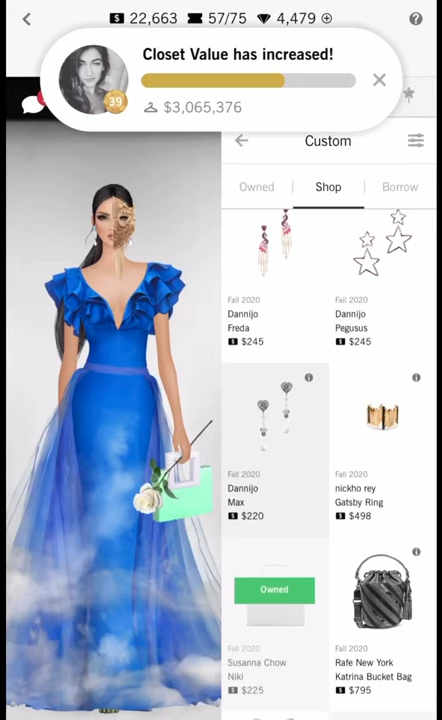 22,663 57/75 4,479
Closet Value has increased!
39
$3,065,376
Custom
Owned Shop Borrow
Fall 2020
Dannijo
Freda
$245
Fall 2020
Dannijo
Pegusus
$245
Fall 2020
Dannijo
Max
$220
Fall 2020
nickho rey
Gatsby Ring
$498
Owned
Fall 2020
Susanna Chow
Niki
$225
Fall 2020
Rafe New York
Katrina Bucket Bag
$795